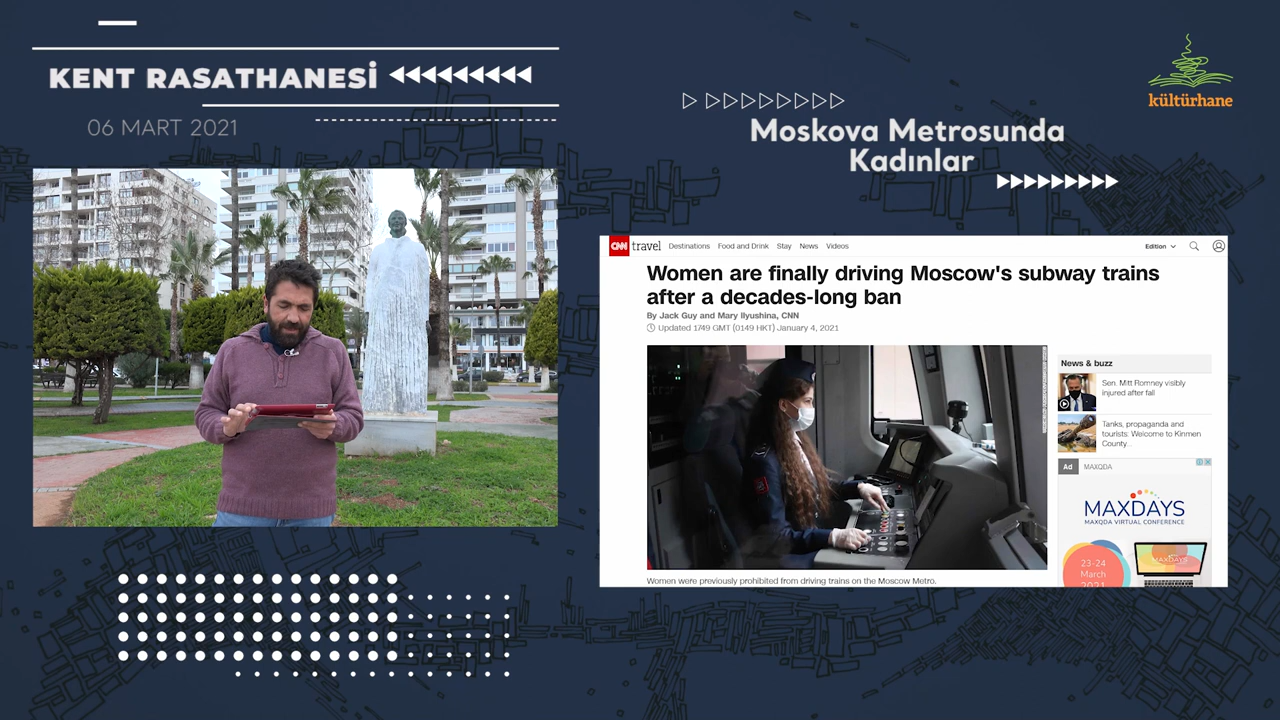 KENT RASATHANESİ
06 MART 2021
kültürhane
Moskova Metrosunda
Kadınlar
CNN travel Destinations Food and Drink Stay News Videos Edition
Women are finally driving Moscow's subway trains
after a decades-long ban
By Jack Guy and Mary Ilyushina, CNN
Updated 1749 GMT (0149 HKT) January 4, 2021
Women were previously prohibited from driving trains on the Moscow Metro.
News & buzz
Sen. Mitt Romney visibly
injured after fall
Tanks, propaganda and
tourists: Welcome to Kinmen
County...
Ad MAXQDA
MAXDAYS
MAXQDA VIRTUAL CONFERENCE
23-24
March
2021
MAXDAYS